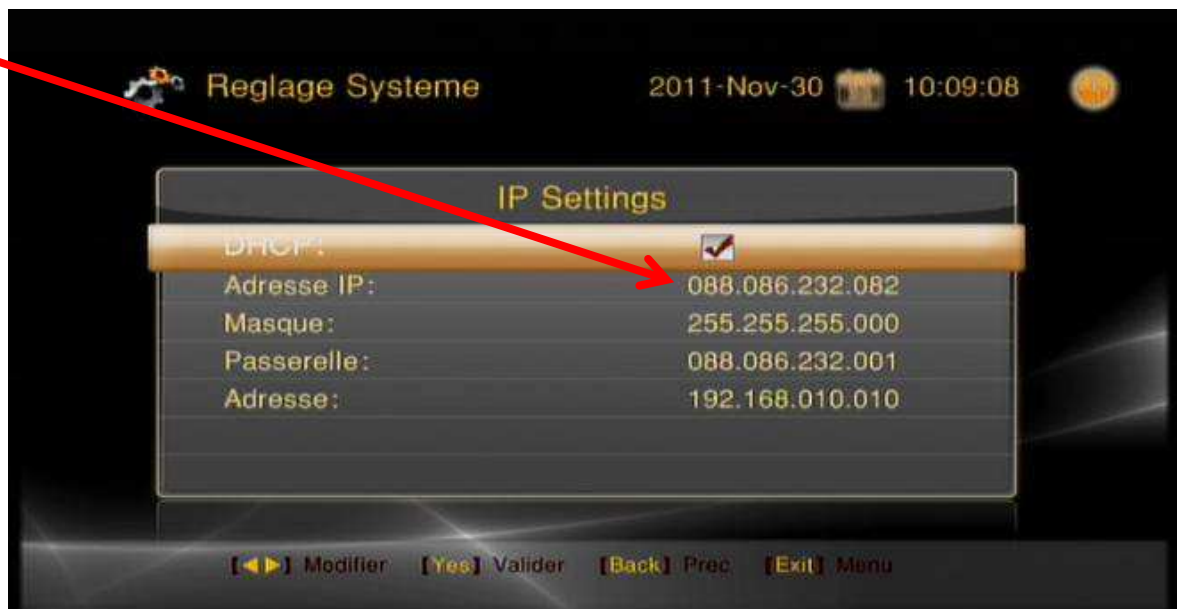 Reglage Systeme 2011-Nov-30 10:09:08
IP Settings
DHCP:
Adresse IP: 088.086.232.082
Masque: 255.255.255.000
Passerelle: 088.086.232.001
Adresse: 192.168.010.010
[◄ ►] Modifier [Yes] Valider [Back] Prec [Exit] Menu